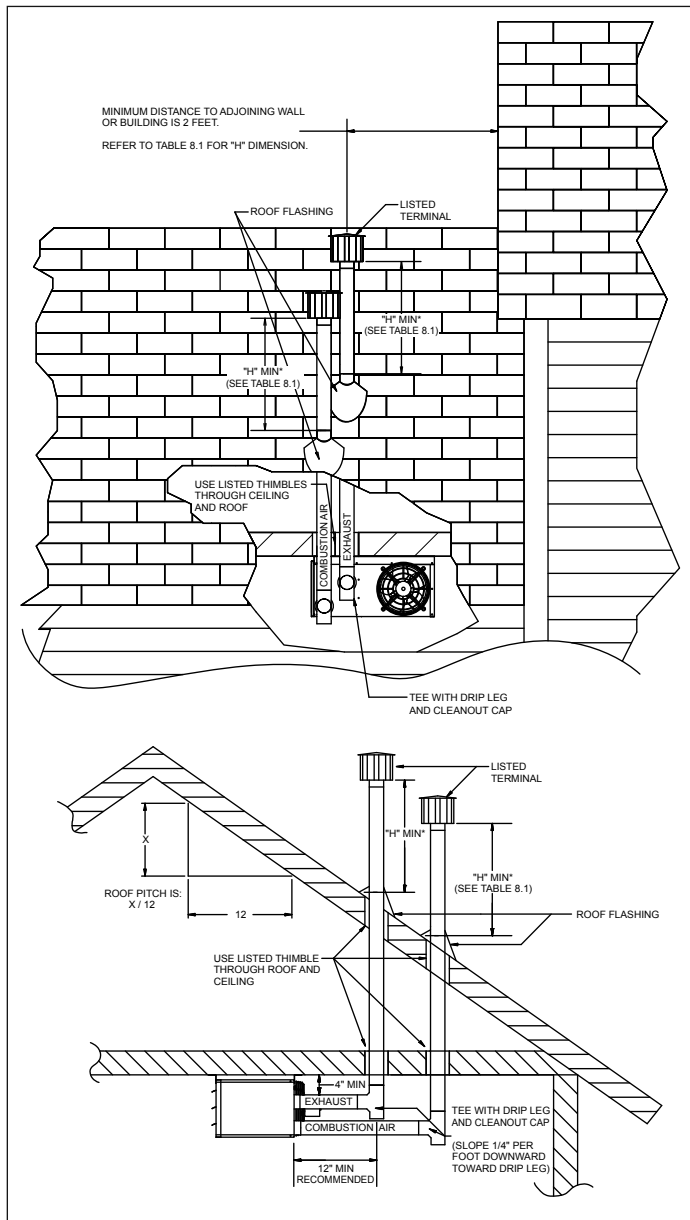 MINIMUM DISTANCE TO ADJOINING WALL
OR BUILDING IS 2 FEET.
REFER TO TABLE 8.1 FOR "H" DIMENSION.
LISTED
TERMINAL
ROOF FLASHING
"H" MIN*
(SEE TABLE 8.1)
"H" MIN*
(SEE TABLE 8.1)
USE LISTED THIMBLES
THROUGH CEILING
AND ROOF
COMBUSTION AIR
EXHAUST
TEE WITH DRIP LEG
AND CLEANOUT CAP
LISTED
TERMINAL
"H" MIN*
X
"H" MIN*
(SEE TABLE 8.1)
ROOF PITCH IS:
X / 12
12
ROOF FLASHING
USE LISTED THIMBLE
THROUGH ROOF AND
CEILING
4" MIN
EXHAUST
COMBUSTION AIR
TEE WITH DRIP LEG
AND CLEANOUT CAP
(SLOPE 1/4" PER
FOOT DOWNWARD
TOWARD DRIP LEG)
12" MIN
RECOMMENDED